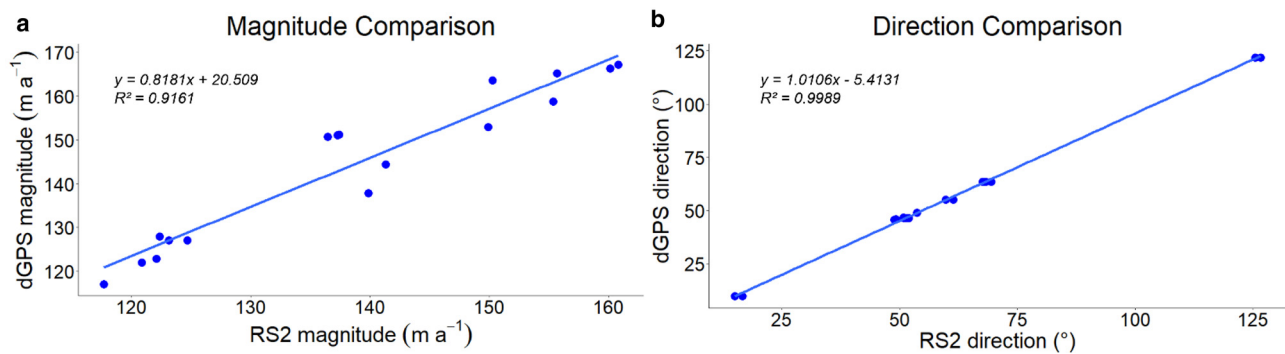 a
Magnitude Comparison
y = 0.8181x + 20.509
R² = 0.9161
170
160
150
140
130
120
dGPS magnitude (m a⁻¹)
120 130 140 150 160
RS2 magnitude (m a⁻¹)
b
Direction Comparison
y = 1.0106x - 5.4131
R² = 0.9989
125
100
75
50
25
dGPS direction (°)
25 50 75 100 125
RS2 direction (°)